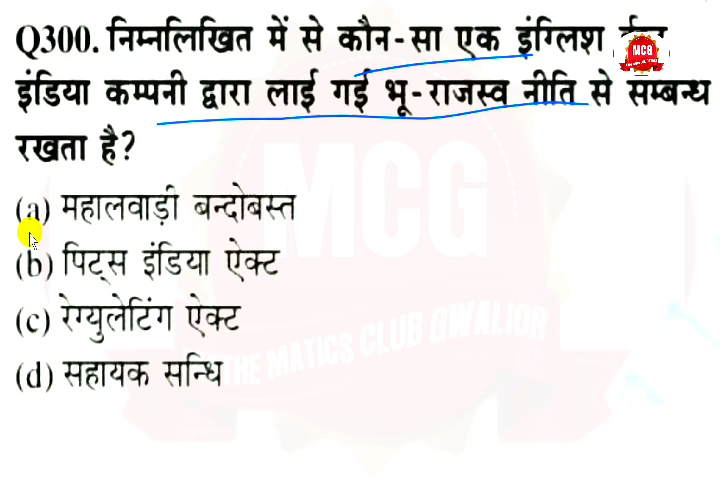 Q300. निम्नलिखित में से कौन-सा एक इंग्लिश
MCG
इंडिया कम्पनी द्वारा लाई गई भू-राजस्व नीति से सम्बन्ध
रखता है?
MCG
(a) महालवाड़ी बन्दोबस्त
(b) पिट्स इंडिया ऐक्ट
(c) रेग्युलेटिंग ऐक्ट
(d) सहायक सन्धि
THE MATICS CLUB GWALIOR